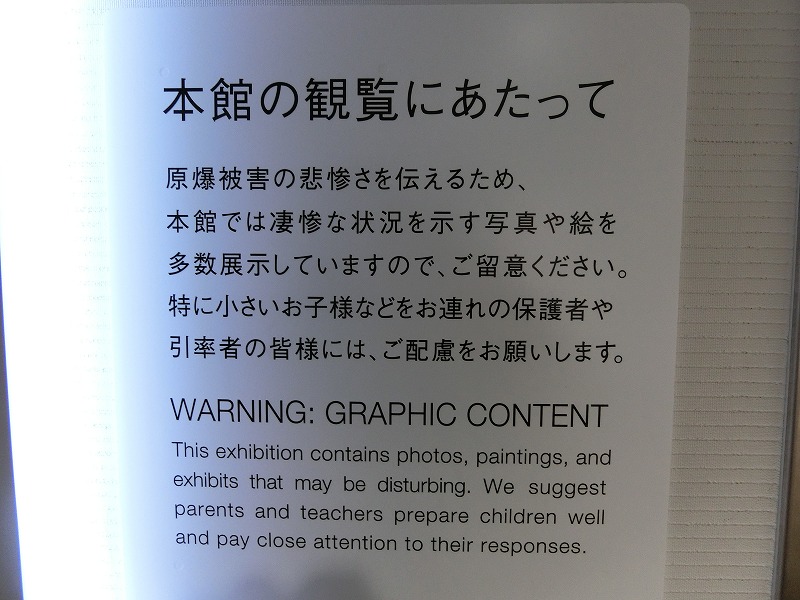 本館の観覧にあたって
原爆被害の悲惨さを伝えるため、
本館では凄惨な状況を示す写真や絵を
多数展示していますので、ご留意ください。
特に小さいお子様などをお連れの保護者や
引率者の皆様には、ご配慮をお願いします。
WARNING: GRAPHIC CONTENT
This exhibition contains photos, paintings, and
exhibits that may be disturbing. We suggest
parents and teachers prepare children well
and pay close attention to their responses.